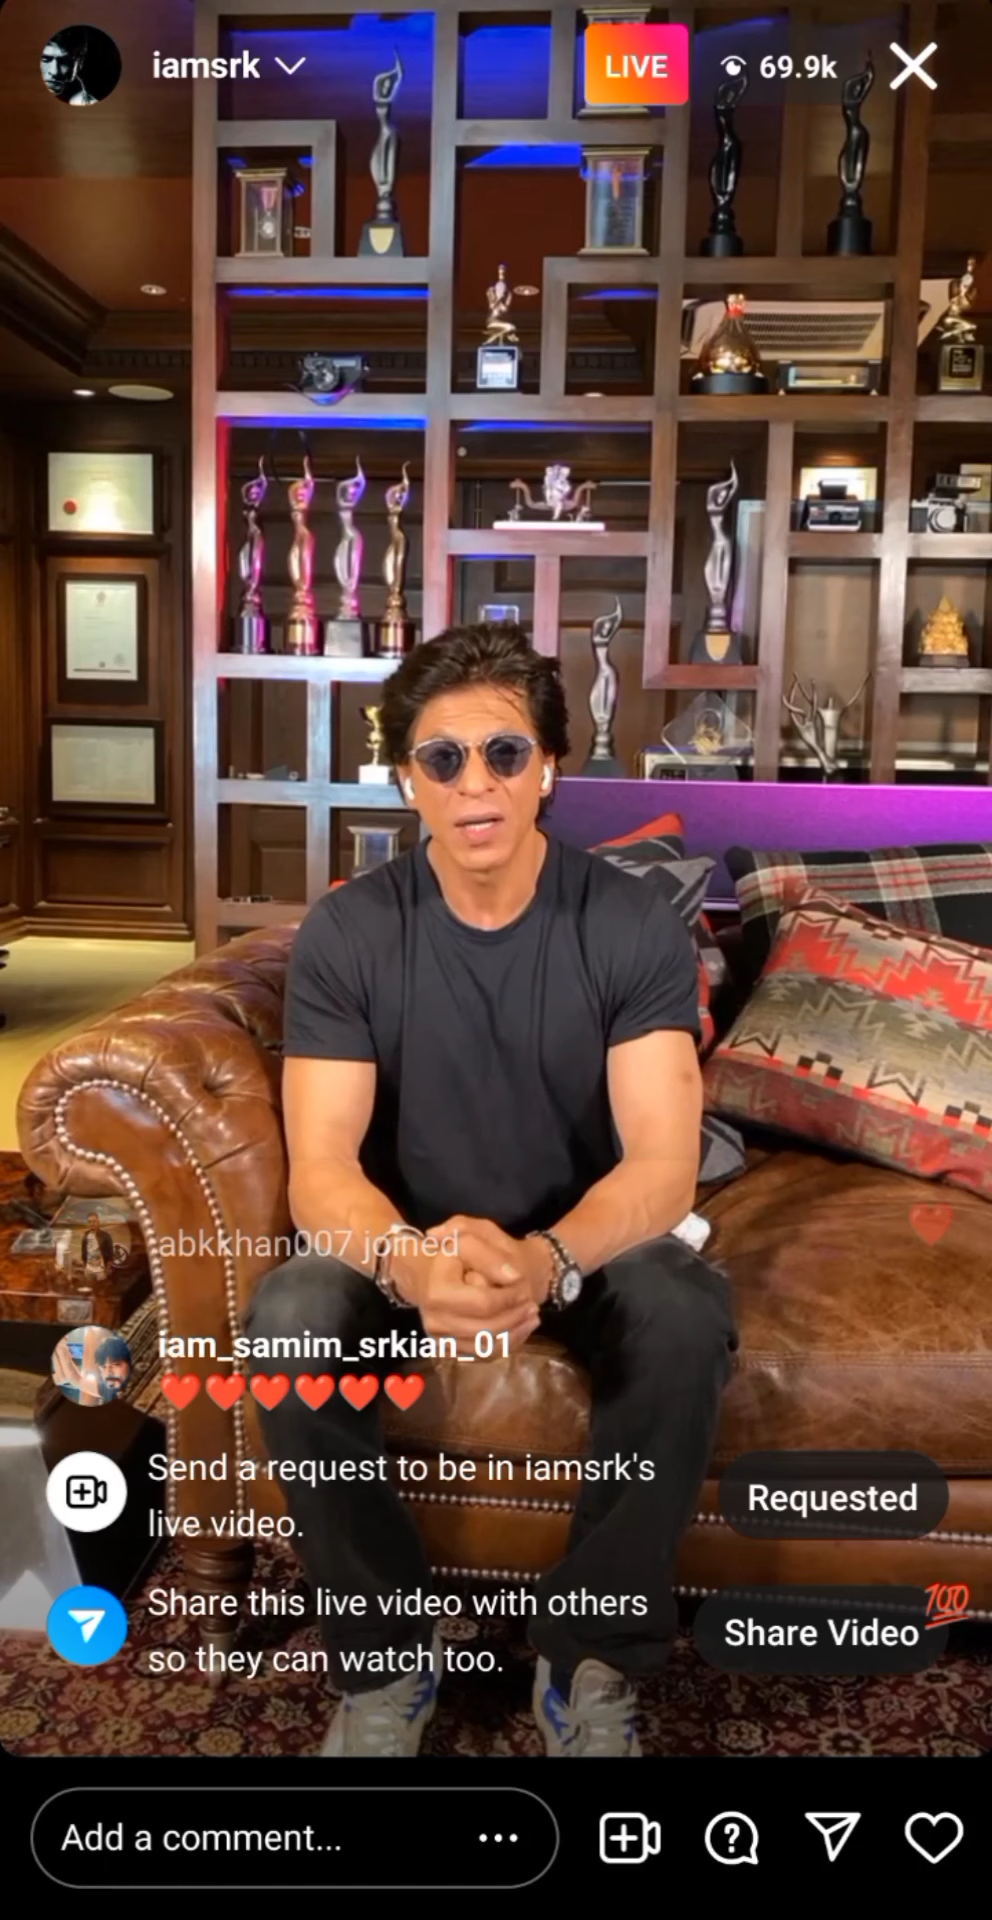 iamsrk
LIVE
69.9k
abkkhan007 joined
iam_samim_srkian_01
❤️❤️❤️❤️❤️❤️
Send a request to be in iamsrk's
live video.
Requested
Share this live video with others
so they can watch too.
Share Video
💯
Add a comment...